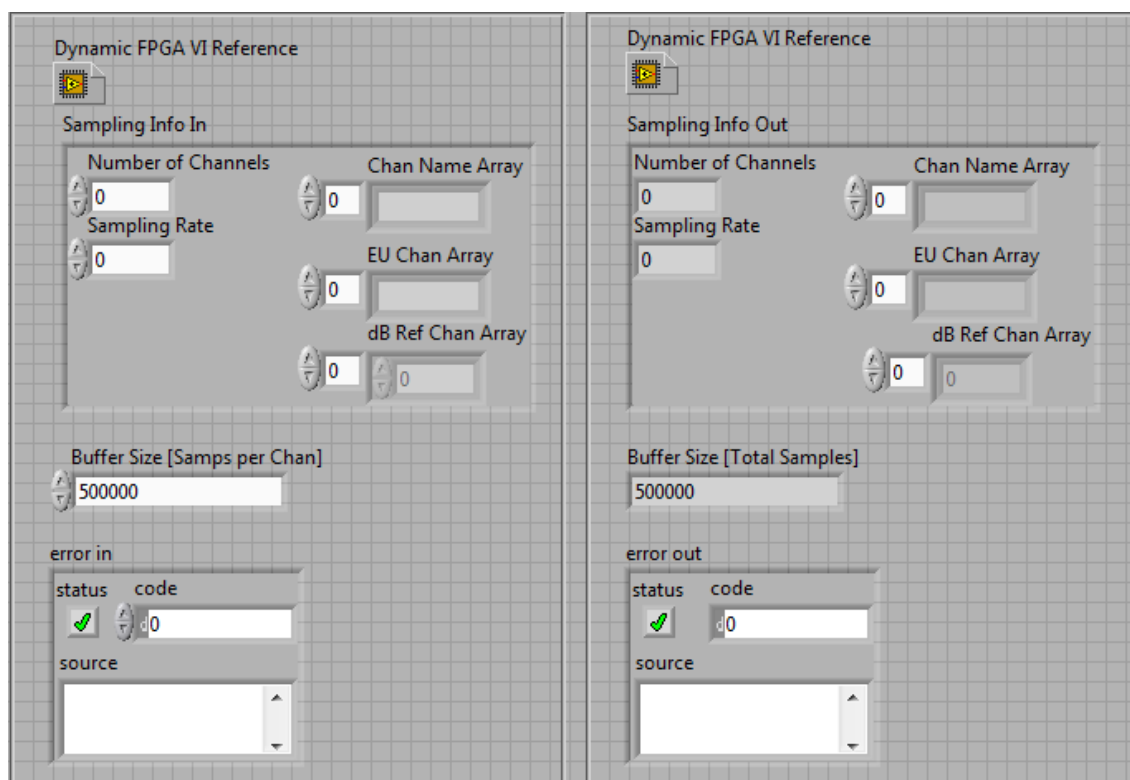 Dynamic FPGA VI Reference
Sampling Info In
Number of Channels
0
Sampling Rate
0
Chan Name Array
0
EU Chan Array
0
dB Ref Chan Array
0
0
Buffer Size [Samps per Chan]
500000
error in
status
code
d0
source
Dynamic FPGA VI Reference
Sampling Info Out
Number of Channels
0
Sampling Rate
0
Chan Name Array
0
EU Chan Array
0
dB Ref Chan Array
0
0
Buffer Size [Total Samples]
500000
error out
status
code
d0
source